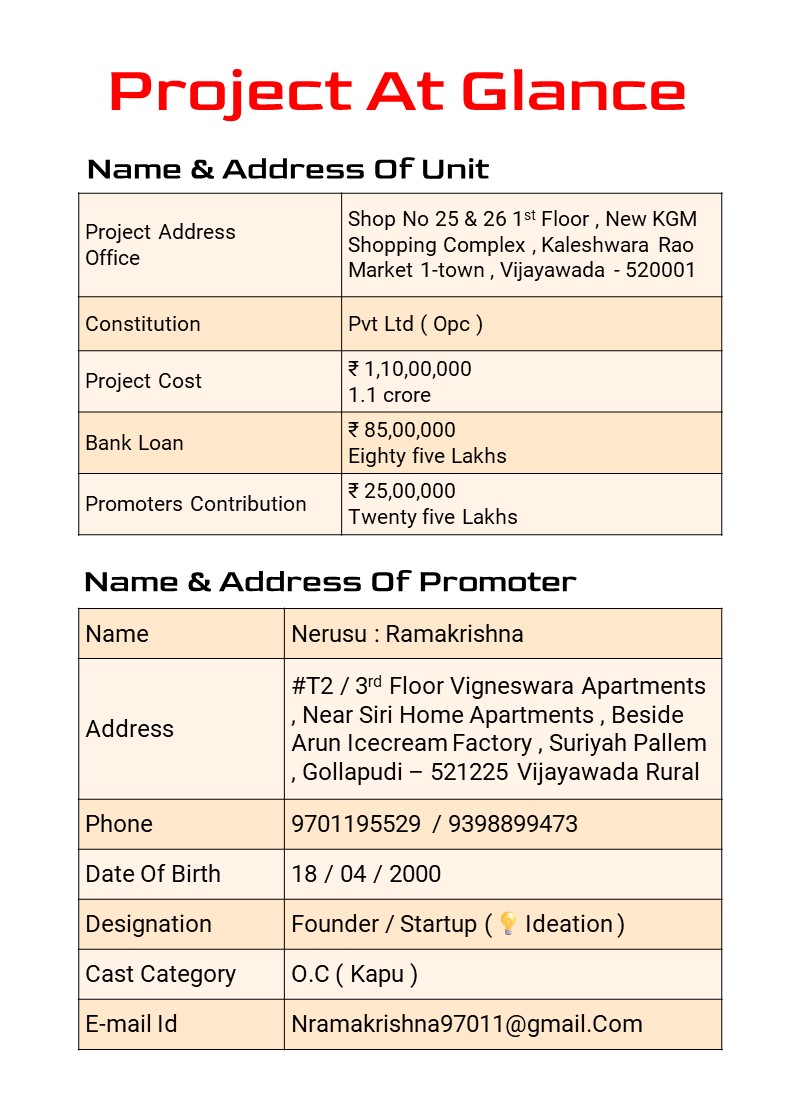 Project At Glance
Name & Address Of Unit
Project Address
Office
Shop No 25 & 26 1st Floor , New KGM
Shopping Complex , Kaleshwara Rao
Market 1-town , Vijayawada - 520001
Constitution
Pvt Ltd ( Opc )
Project Cost
₹ 1,10,00,000
1.1 crore
Bank Loan
₹ 85,00,000
Eighty five Lakhs
Promoters Contribution
₹ 25,00,000
Twenty five Lakhs
Name & Address Of Promoter
Name
Nerusu : Ramakrishna
Address
#T2 / 3rd Floor Vigneswara Apartments
, Near Siri Home Apartments , Beside
Arun Icecream Factory , Suriyah Pallem
, Gollapudi – 521225 Vijayawada Rural
Phone
9701195529 / 9398899473
Date Of Birth
18 / 04 / 2000
Designation
Founder / Startup ( 💡 Ideation )
Cast Category
O.C ( Kapu )
E-mail Id
Nramakrishna97011@gmail.Com